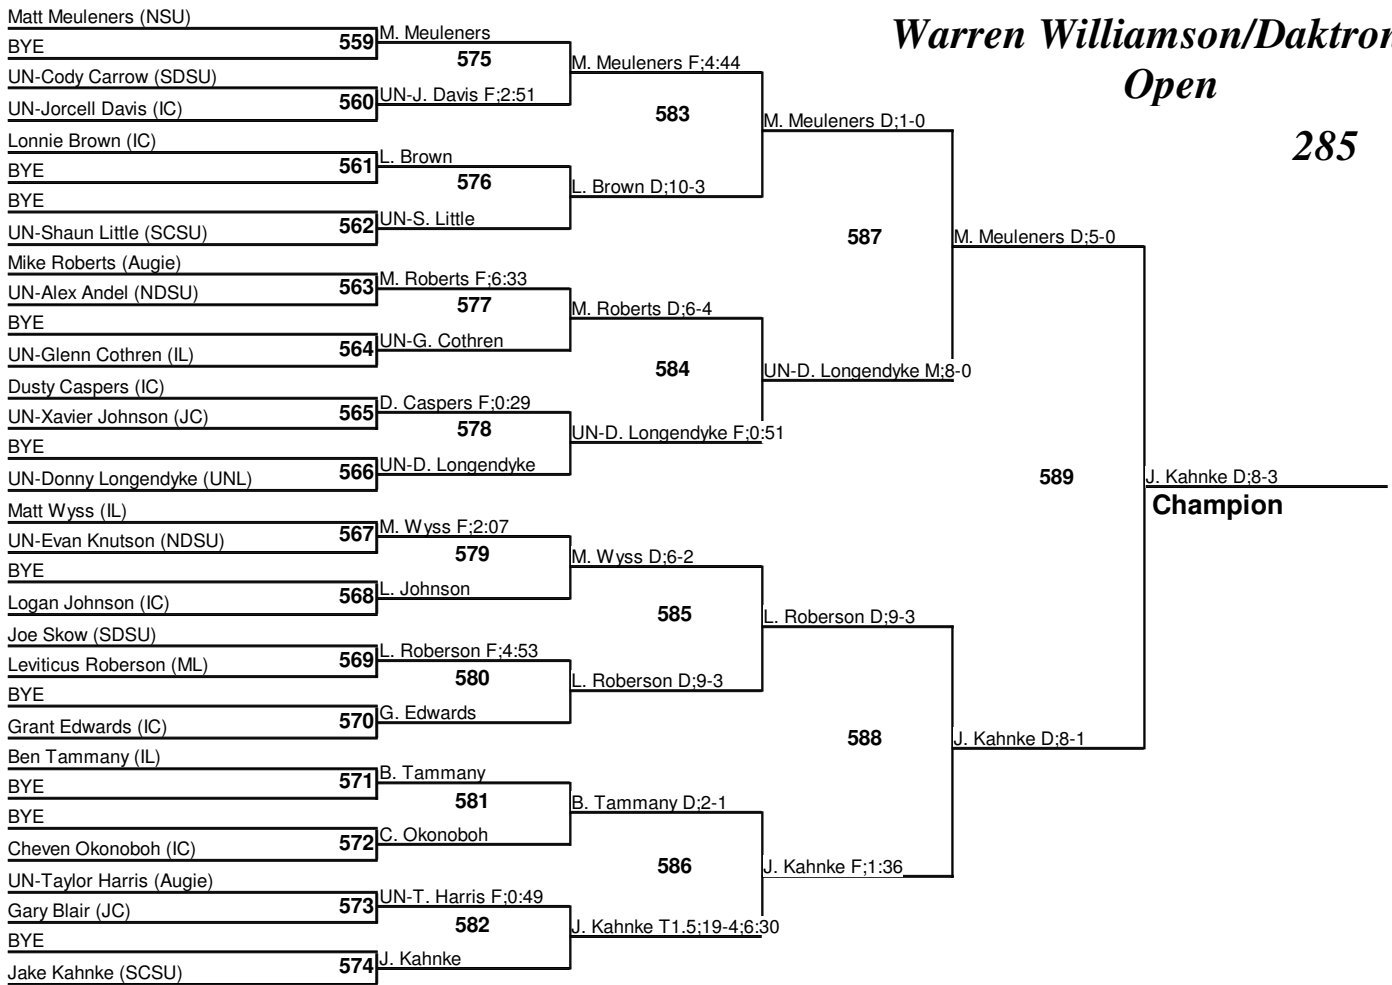 Warren Williamson/Daktron
Open
285
Matt Meuleners (NSU)
BYE
UN-Cody Carrow (SDSU)
UN-Jorcell Davis (IC)
Lonnie Brown (IC)
BYE
BYE
UN-Shaun Little (SCSU)
Mike Roberts (Augie)
UN-Alex Andel (NDSU)
BYE
UN-Glenn Cothren (IL)
Dusty Caspers (IC)
UN-Xavier Johnson (JC)
BYE
UN-Donny Longendyke (UNL)
Matt Wyss (IL)
UN-Evan Knutson (NDSU)
BYE
Logan Johnson (IC)
Joe Skow (SDSU)
Leviticus Roberson (ML)
BYE
Grant Edwards (IC)
Ben Tammany (IL)
BYE
BYE
Cheven Okonoboh (IC)
UN-Taylor Harris (Augie)
Gary Blair (JC)
BYE
Jake Kahnke (SCSU)
559
560
561
562
563
564
565
566
567
568
569
570
571
572
573
574
M. Meuleners
575
UN-J. Davis F;2:51
L. Brown
576
UN-S. Little
M. Roberts F;6:33
577
UN-G. Cothren
D. Caspers F;0:29
578
UN-D. Longendyke
M. Wyss F;2:07
579
L. Johnson
L. Roberson F;4:53
580
G. Edwards
B. Tammany
581
C. Okonoboh
UN-T. Harris F;0:49
582
J. Kahnke
M. Meuleners F;4:44
583
L. Brown D;10-3
M. Roberts D;6-4
584
UN-D. Longendyke F;0:51
M. Wyss D;6-2
585
L. Roberson D;9-3
B. Tammany D;2-1
586
J. Kahnke T1.5;19-4;6:30
M. Meuleners D;1-0
587
UN-D. Longendyke M;8-0
L. Roberson D;9-3
588
J. Kahnke F;1:36
M. Meuleners D;5-0
589
J. Kahnke D;8-1
J. Kahnke D;8-3
Champion